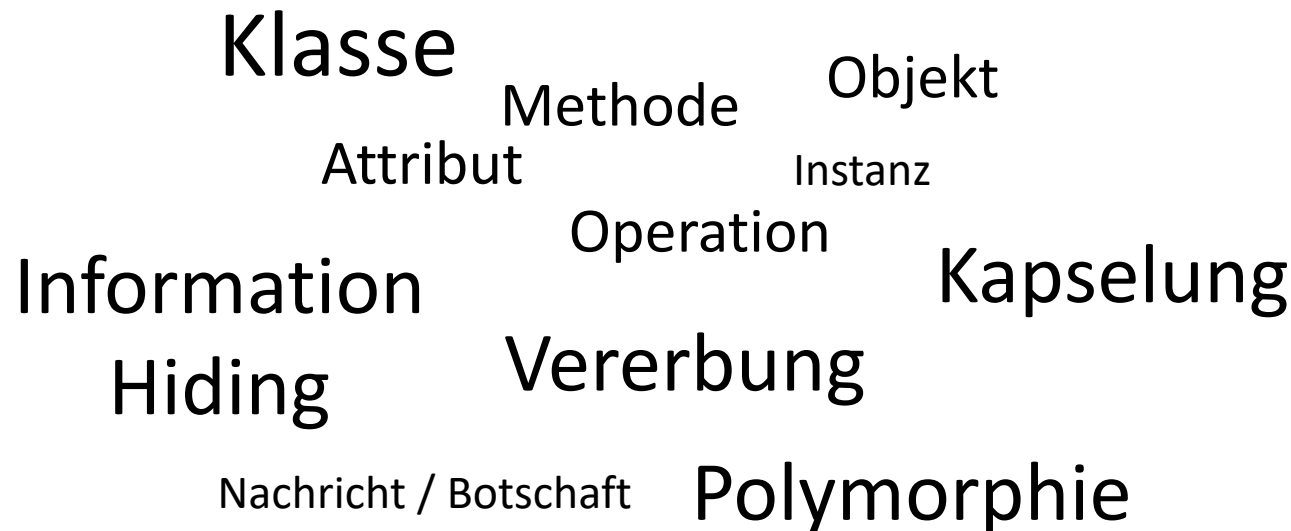 Klasse
Methode
Objekt
Attribut
Instanz
Operation
Information
Hiding
Kapselung
Vererbung
Nachricht / Botschaft
Polymorphie